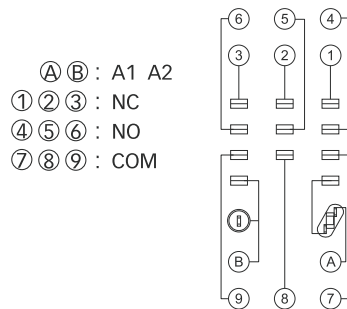 Ⓐ Ⓑ : A1 A2
① ② ③ : NC
④ ⑤ ⑥ : NO
⑦ ⑧ ⑨ : COM
⑥ ⑤ ④
③ ② ①
Ⓑ Ⓐ
⑨ ⑧ ⑦